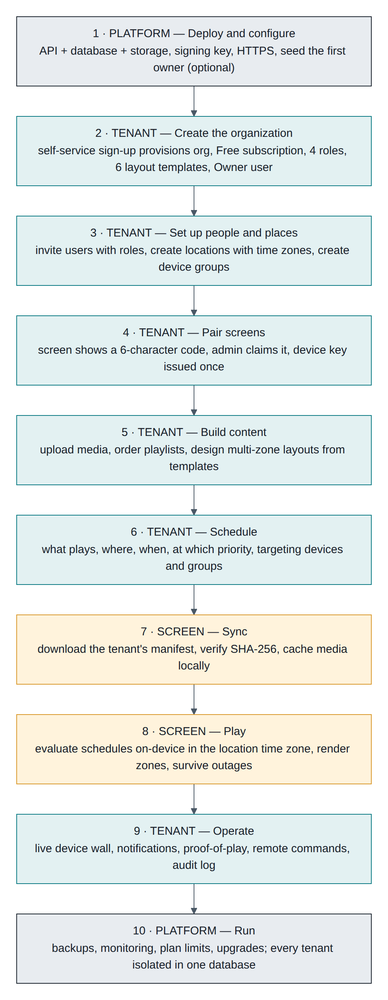 1 · PLATFORM — Deploy and configure
API + database + storage, signing key, HTTPS, seed the first
owner (optional)
2 · TENANT — Create the organization
self-service sign-up provisions org, Free subscription, 4 roles,
6 layout templates, Owner user
3 · TENANT — Set up people and places
invite users with roles, create locations with time zones, create
device groups
4 · TENANT — Pair screens
screen shows a 6-character code, admin claims it, device key
issued once
5 · TENANT — Build content
upload media, order playlists, design multi-zone layouts from
templates
6 · TENANT — Schedule
what plays, where, when, at which priority, targeting devices
and groups
7 · SCREEN — Sync
download the tenant's manifest, verify SHA-256, cache media
locally
8 · SCREEN — Play
evaluate schedules on-device in the location time zone, render
zones, survive outages
9 · TENANT — Operate
live device wall, notifications, proof-of-play, remote commands,
audit log
10 · PLATFORM — Run
backups, monitoring, plan limits, upgrades; every tenant
isolated in one database